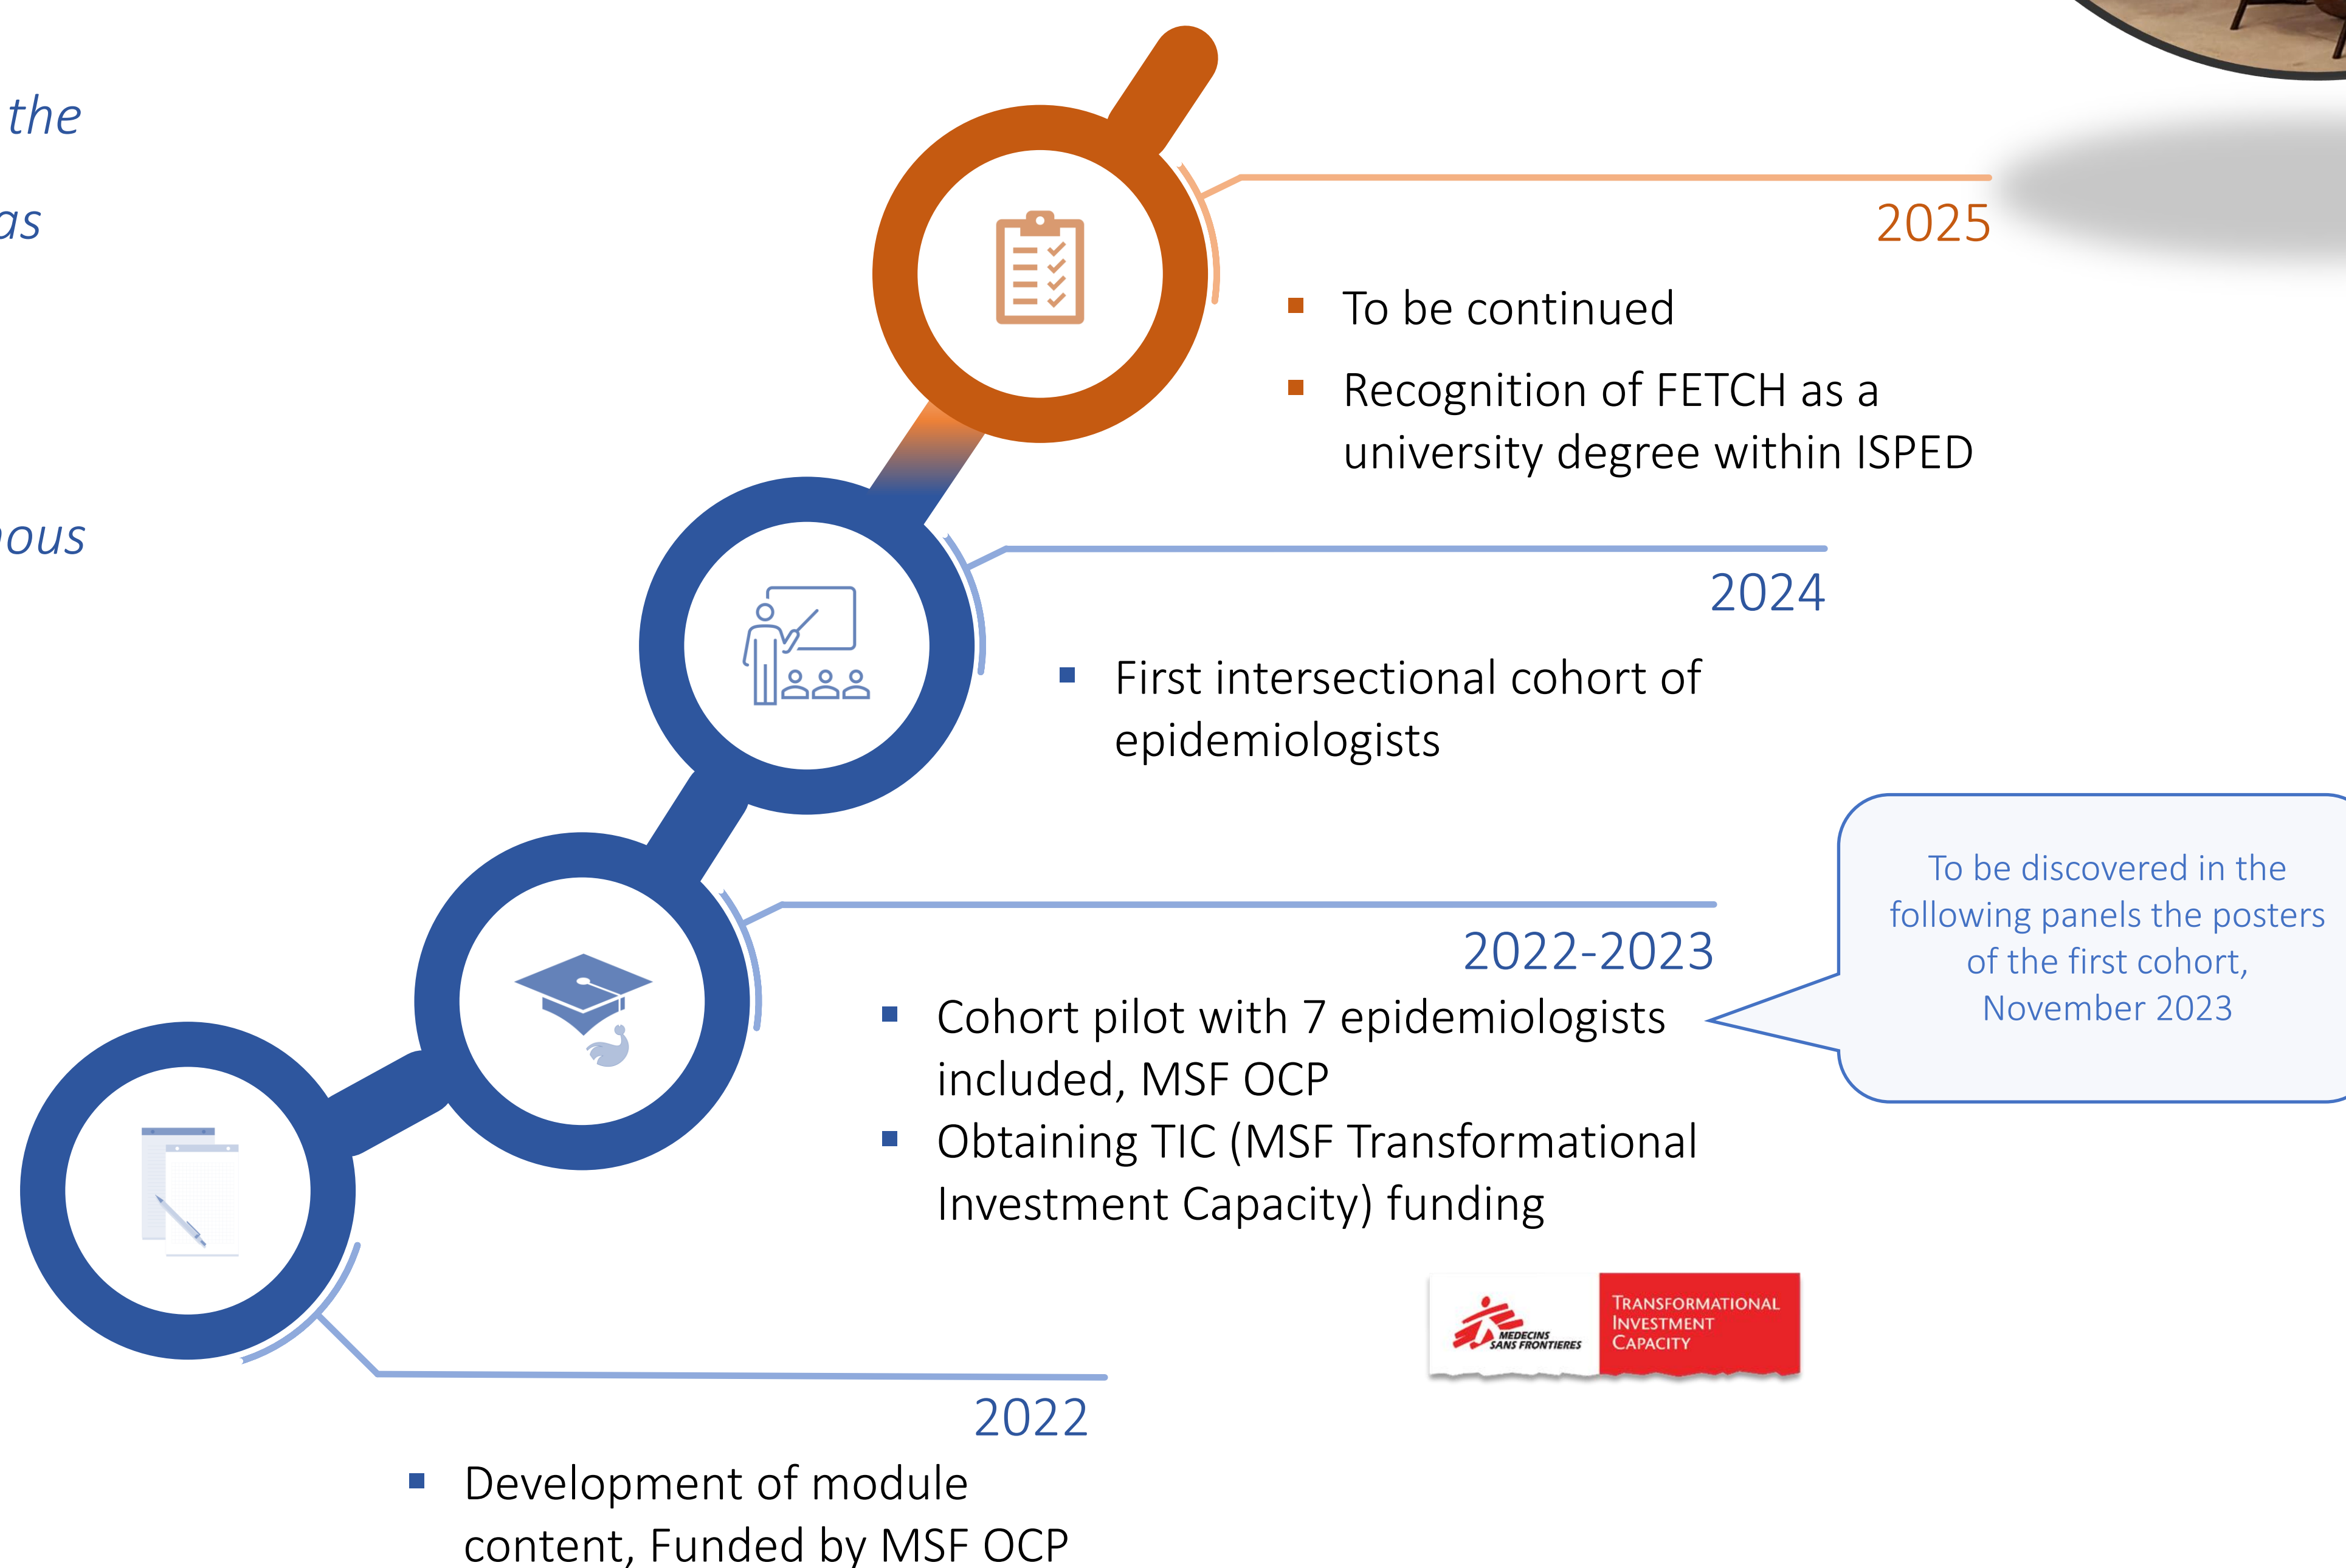 the
as
nous
2025
To be continued
Recognition of FETCH as a
university degree within ISPED
2024
First intersectional cohort of
epidemiologists
2022-2023
Cohort pilot with 7 epidemiologists
included, MSF OCP
Obtaining TIC (MSF Transformational
Investment Capacity) funding
To be discovered in the
following panels the posters
of the first cohort,
November 2023
MEDECINS
SANS FRONTIERES
TRANSFORMATIONAL
INVESTMENT
CAPACITY
2022
Development of module
content, Funded by MSF OCP